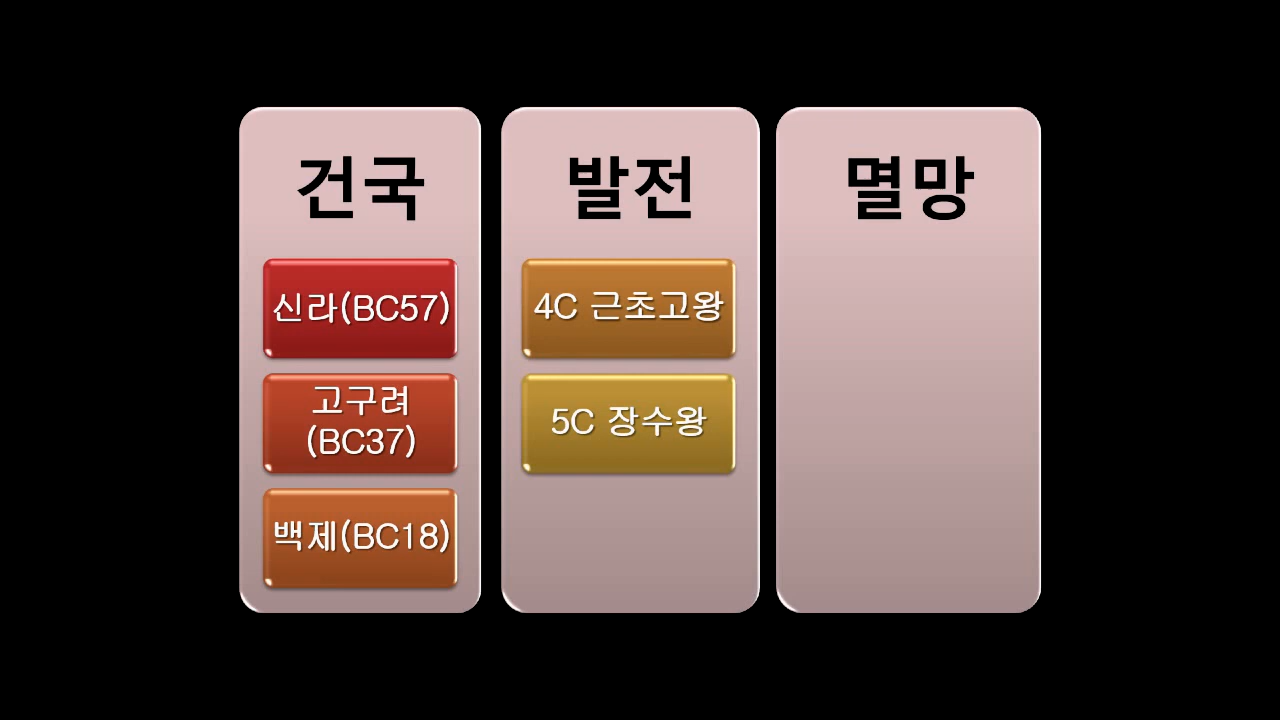 건국
신라(BC57)
고구려
(BC37)
백제(BC18)
발전
4C 근초고왕
5C 장수왕
멸망